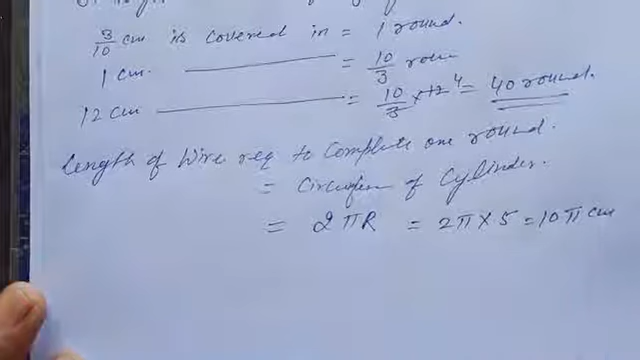 3/10 cm is covered in = 1 round.
1 cm. ——— = 10/3 roun
12 cm ——— = 10/3 × 12 4 = 40 round.
length of wire req to complete one round.
= Circumfer of Cylinder.
= 2πR = 2π × 5 = 10π cm